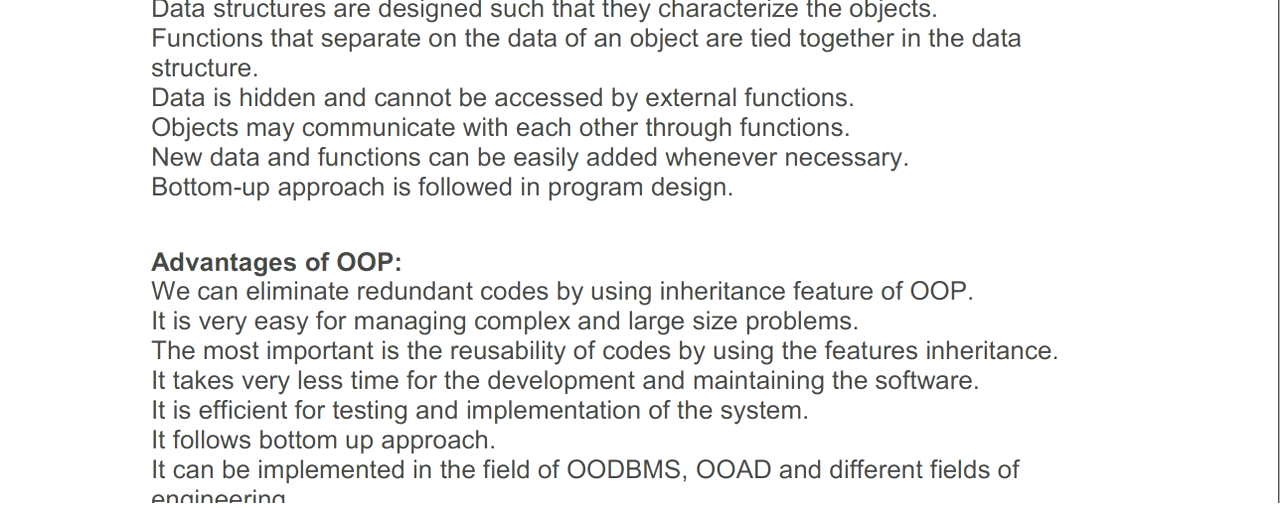 Data structures are designed such that they characterize the objects.
Functions that separate on the data of an object are tied together in the data
structure.
Data is hidden and cannot be accessed by external functions.
Objects may communicate with each other through functions.
New data and functions can be easily added whenever necessary.
Bottom-up approach is followed in program design.
Advantages of OOP:
We can eliminate redundant codes by using inheritance feature of OOP.
It is very easy for managing complex and large size problems.
The most important is the reusability of codes by using the features inheritance.
It takes very less time for the development and maintaining the software.
It is efficient for testing and implementation of the system.
It follows bottom up approach.
It can be implemented in the field of OODBMS, OOAD and different fields of
engineering